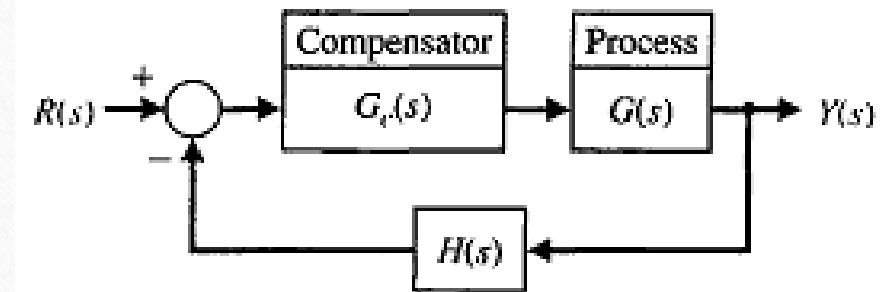 Compensator
Process
+
R(s)
G_c(s)
G(s)
Y(s)
−
H(s)